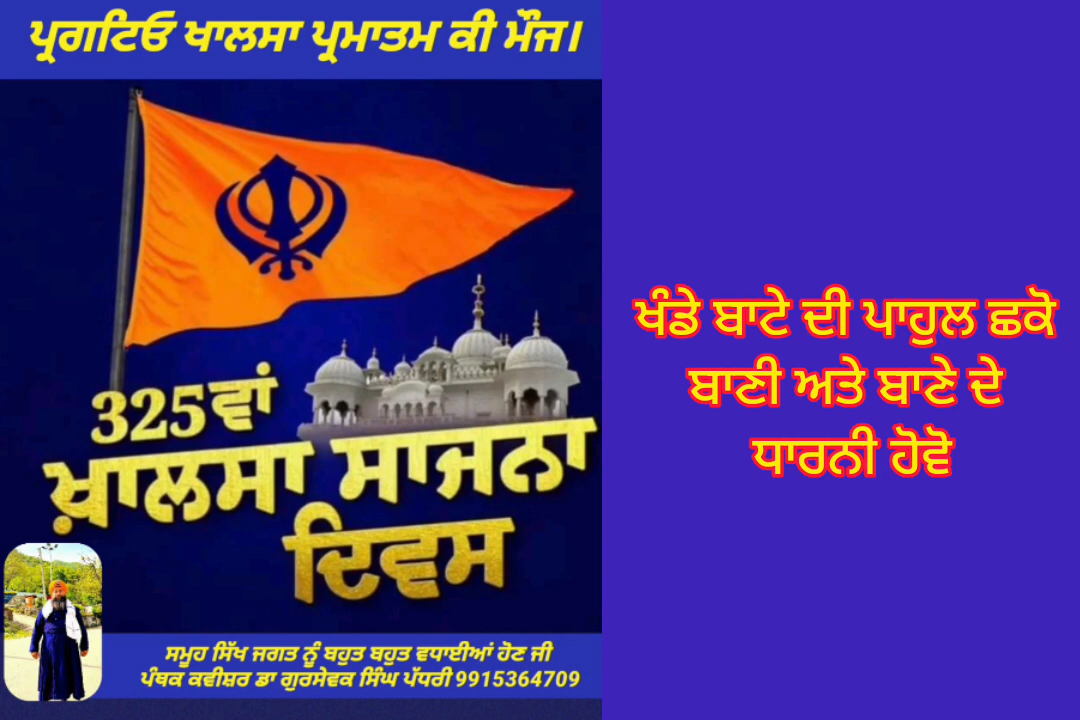 ਪ੍ਰਗਟਿਓ ਖਾਲਸਾ ਪ੍ਰਮਾਤਮ ਕੀ ਮੌਜ।
325ਵਾਂ
ਖ਼ਾਲਸਾ ਸਾਜਨਾ
ਦਿਵਸ
ਸਮੂਹ ਸਿੱਖ ਜਗਤ ਨੂੰ ਬਹੁਤ ਬਹੁਤ ਵਧਾਈਆਂ ਹੋਣ ਜੀ
ਪੰਥਕ ਕਵੀਸ਼ਰ ਡਾ ਗੁਰਸੇਵਕ ਸਿੰਘ ਪੱਧਰੀ 9915364709
ਖੰਡੇ ਬਾਟੇ ਦੀ ਪਾਹੁਲ ਛਕੋ
ਬਾਣੀ ਅਤੇ ਬਾਣੇ ਦੇ
ਧਾਰਨੀ ਹੋਵੋ